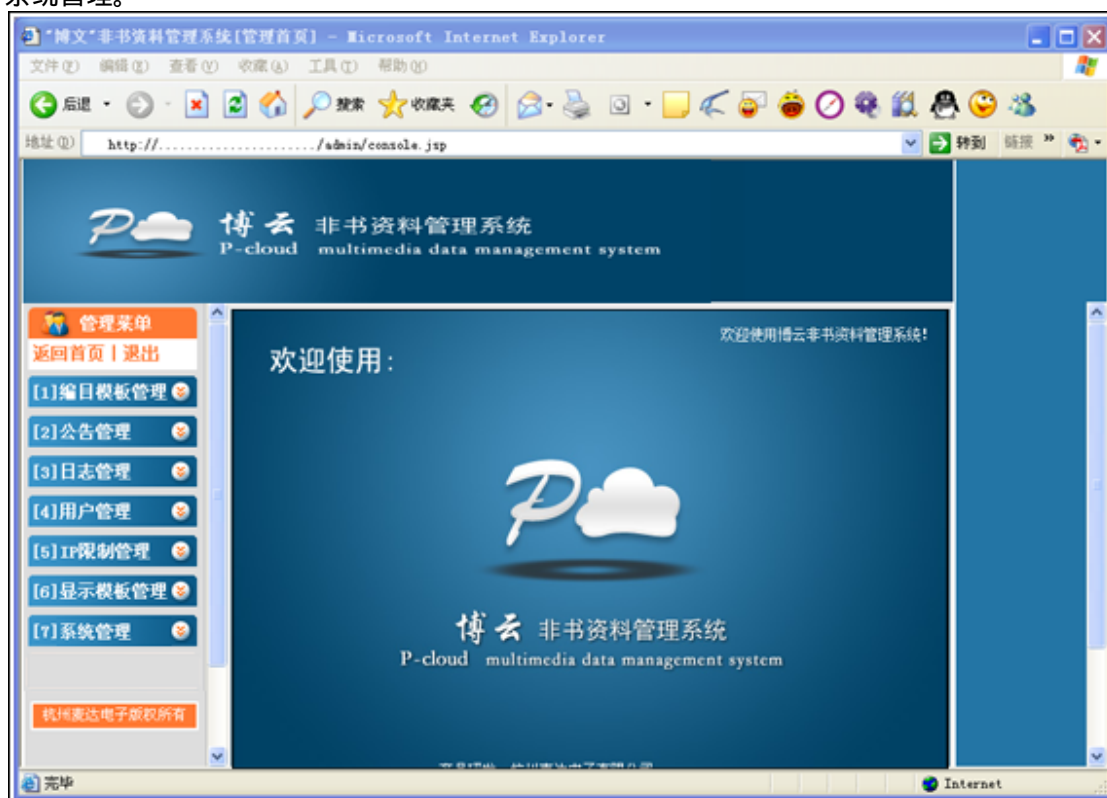 系统管理。
"博文"非书资料管理系统[管理首页] - Microsoft Internet Explorer
文件(F) 编辑(E) 查看(V) 收藏(A) 工具(T) 帮助(H)
后退 搜索 收藏夹
地址(D) http://....................../admin/console.jsp 转到 链接 »
博云 非书资料管理系统
P-cloud multimedia data management system
管理菜单
返回首页 | 退出
[1]编目模板管理
[2]公告管理
[3]日志管理
[4]用户管理
[5]IP限制管理
[6]显示模板管理
[7]系统管理
杭州麦达电子版权所有
欢迎使用博云非书资料管理系统!
欢迎使用:
P
博云 非书资料管理系统
P-cloud multimedia data management system
完毕 Internet